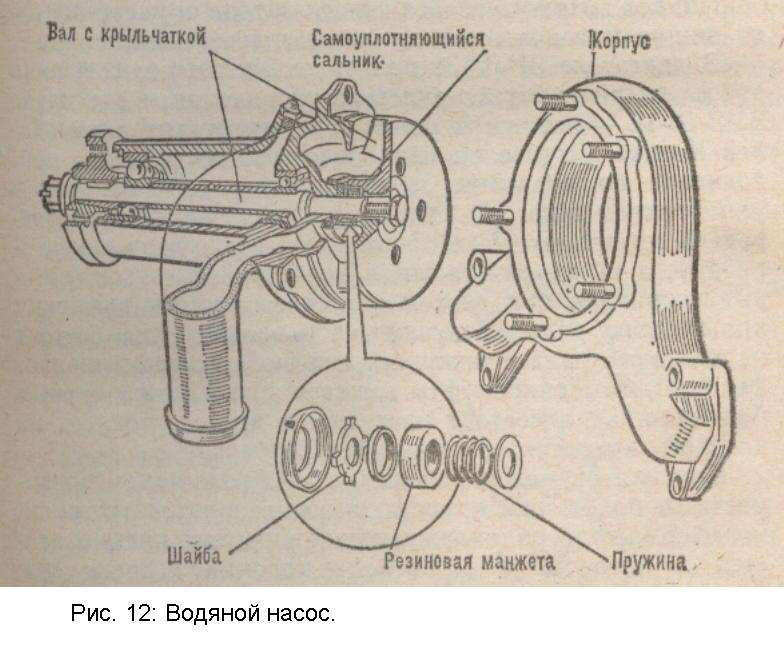 Вал с крыльчаткой
Самоуплотняющийся
сальник.
Корпус
Шайба
Резиновая манжета
Пружина
Рис. 12: Водяной насос.